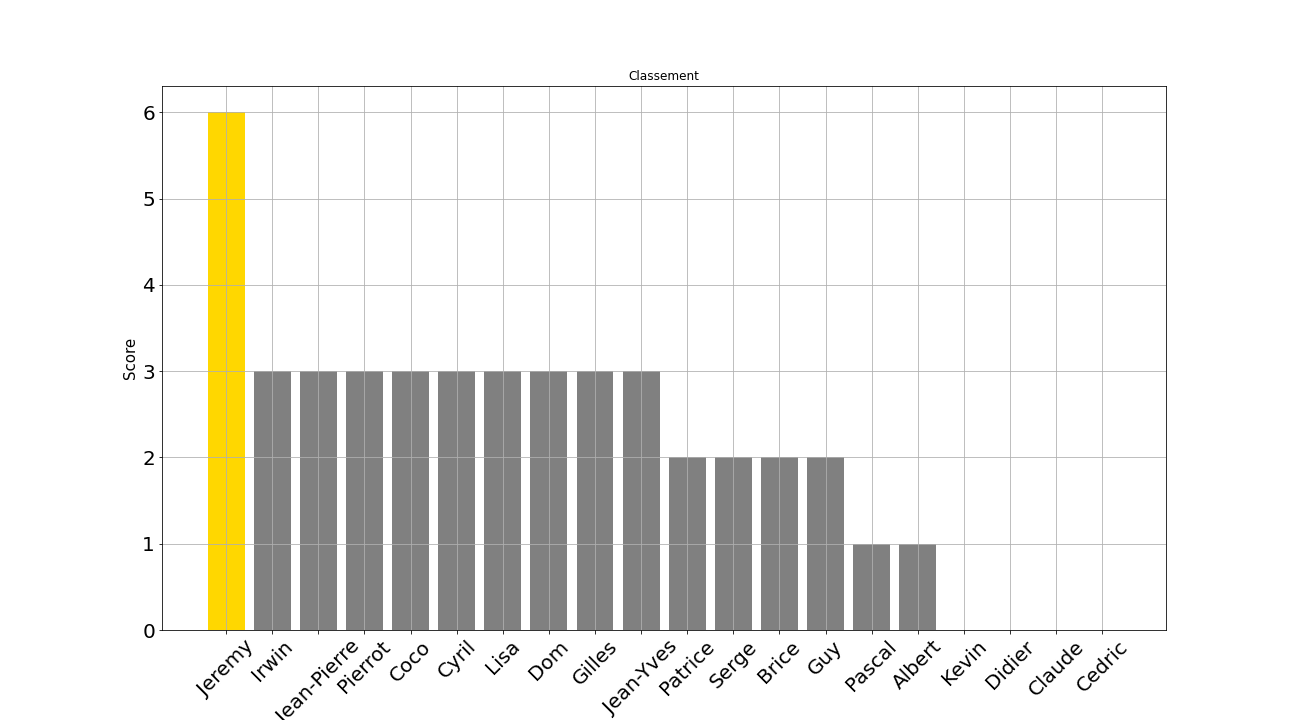 Classement
Score
6
5
4
3
2
1
0
Jeremy
Irwin
Jean-Pierre
Pierrot
Coco
Cyril
Lisa
Dom
Gilles
Jean-Yves
Patrice
Serge
Brice
Guy
Pascal
Albert
Kevin
Didier
Claude
Cedric